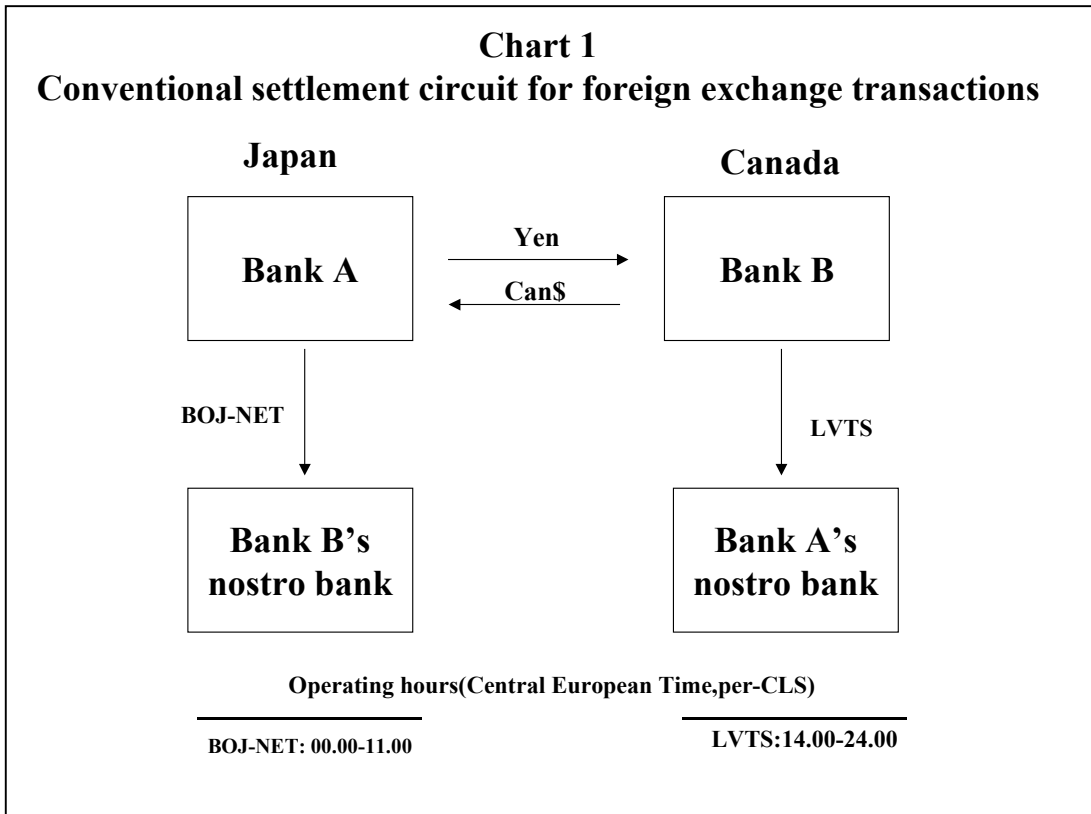 Chart 1
Conventional settlement circuit for foreign exchange transactions
Japan
Canada
Bank A
Yen
Can$
Bank B
BOJ-NET
LVTS
Bank B’s
nostro bank
Bank A’s
nostro bank
Operating hours(Central European Time,per-CLS)
BOJ-NET: 00.00-11.00
LVTS:14.00-24.00